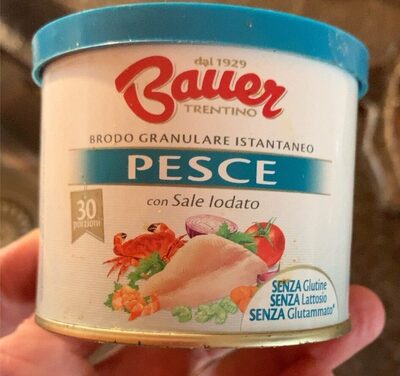 dal 1929
Bauer
TRENTINO
BRODO GRANULARE ISTANTANEO
PESCE
con Sale Iodato
30
porzioni
SENZA Glutine
SENZA Lattosio
SENZA Glutammato*